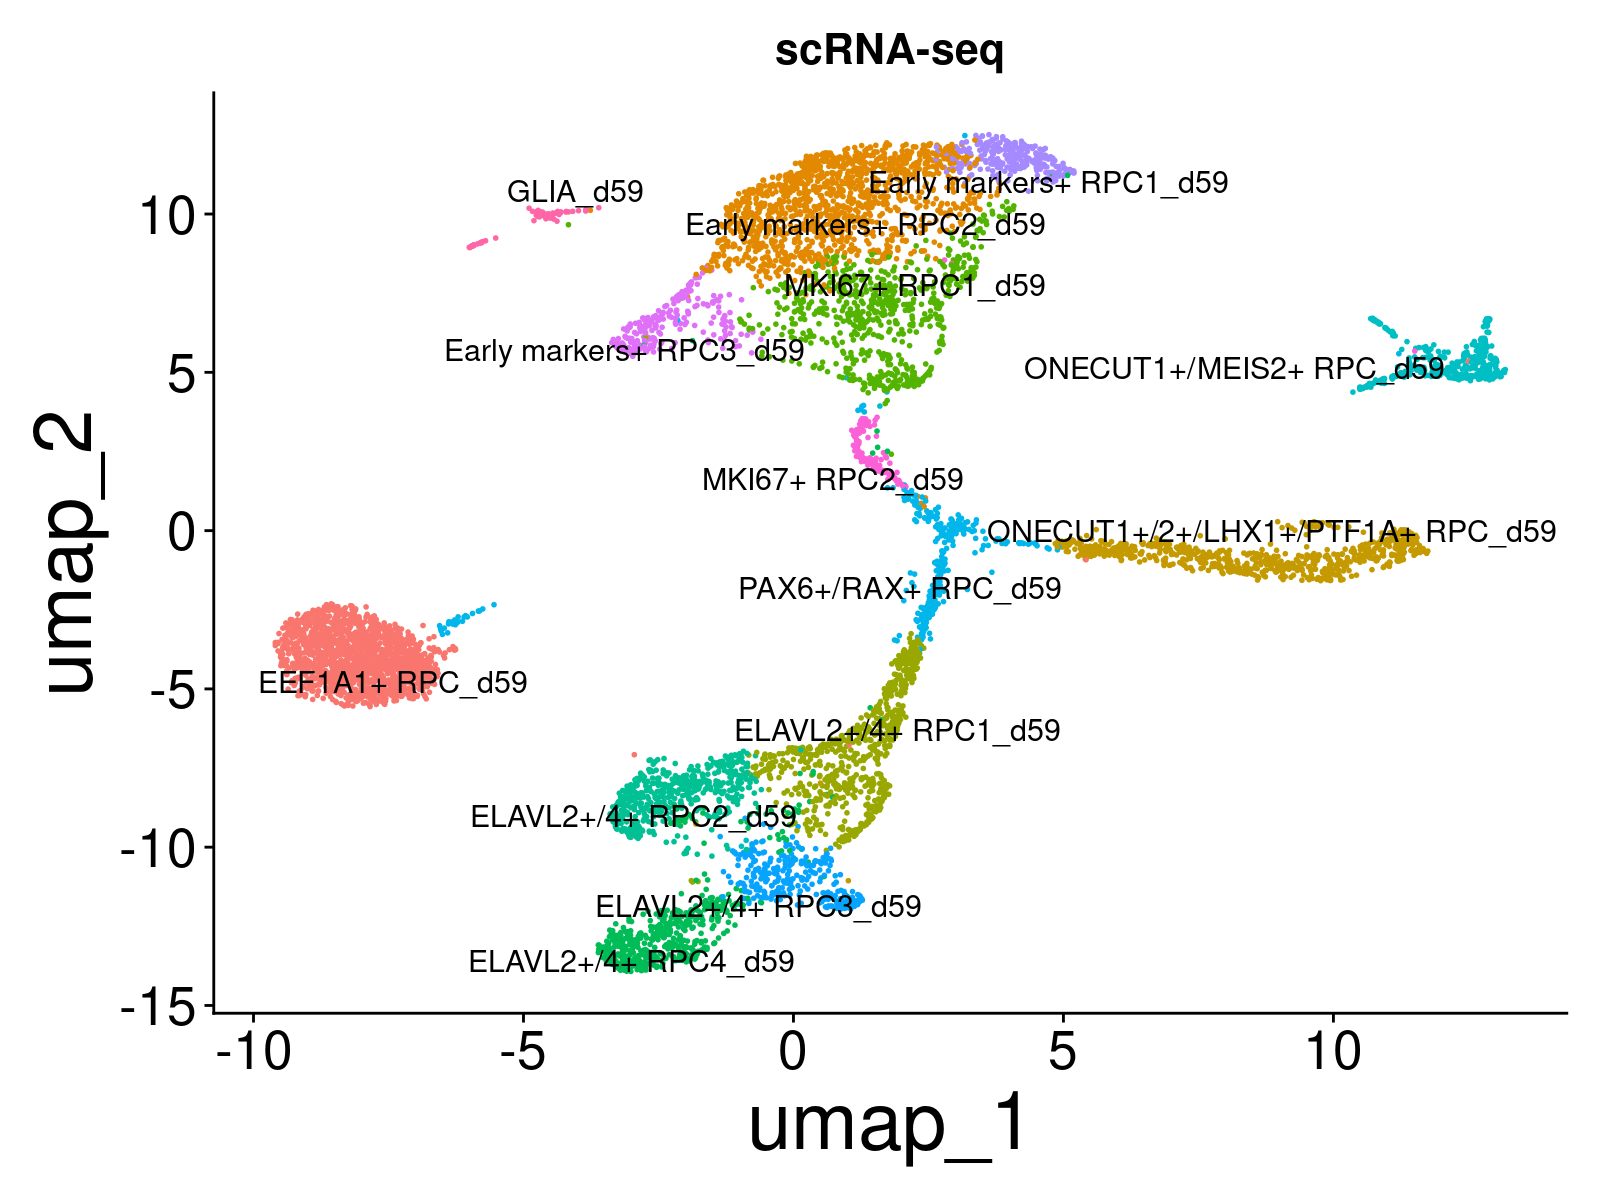 scRNA-seq
Early markers+ RPC1_d59
GLIA_d59
Early markers+ RPC2_d59
MKI67+ RPC1_d59
Early markers+ RPC3_d59
ONECUT1+/MEIS2+ RPC_d59
MKI67+ RPC2_d59
ONECUT1+/2+/LHX1+/PTF1A+ RPC_d59
PAX6+/RAX+ RPC_d59
EEF1A1+ RPC_d59
ELAVL2+/4+ RPC1_d59
ELAVL2+/4+ RPC2_d59
ELAVL2+/4+ RPC3_d59
ELAVL2+/4+ RPC4_d59
10
5
0
-5
-10
-15
umap_2
-10 -5 0 5 10
umap_1